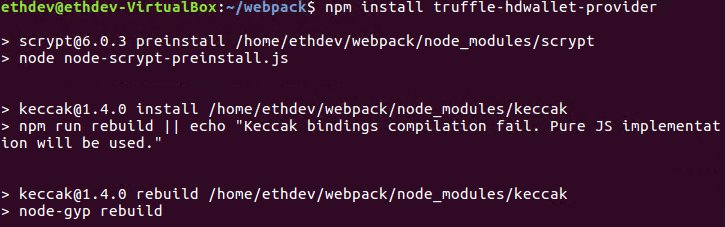 ethdev@ethdev-VirtualBox:~/webpack$ npm install truffle-hdwallet-provider
> scrypt@6.0.3 preinstall /home/ethdev/webpack/node_modules/scrypt
> node node-scrypt-preinstall.js
> keccak@1.4.0 install /home/ethdev/webpack/node_modules/keccak
> npm run rebuild || echo "Keccak bindings compilation fail. Pure JS implementat
ion will be used."
> keccak@1.4.0 rebuild /home/ethdev/webpack/node_modules/keccak
> node-gyp rebuild